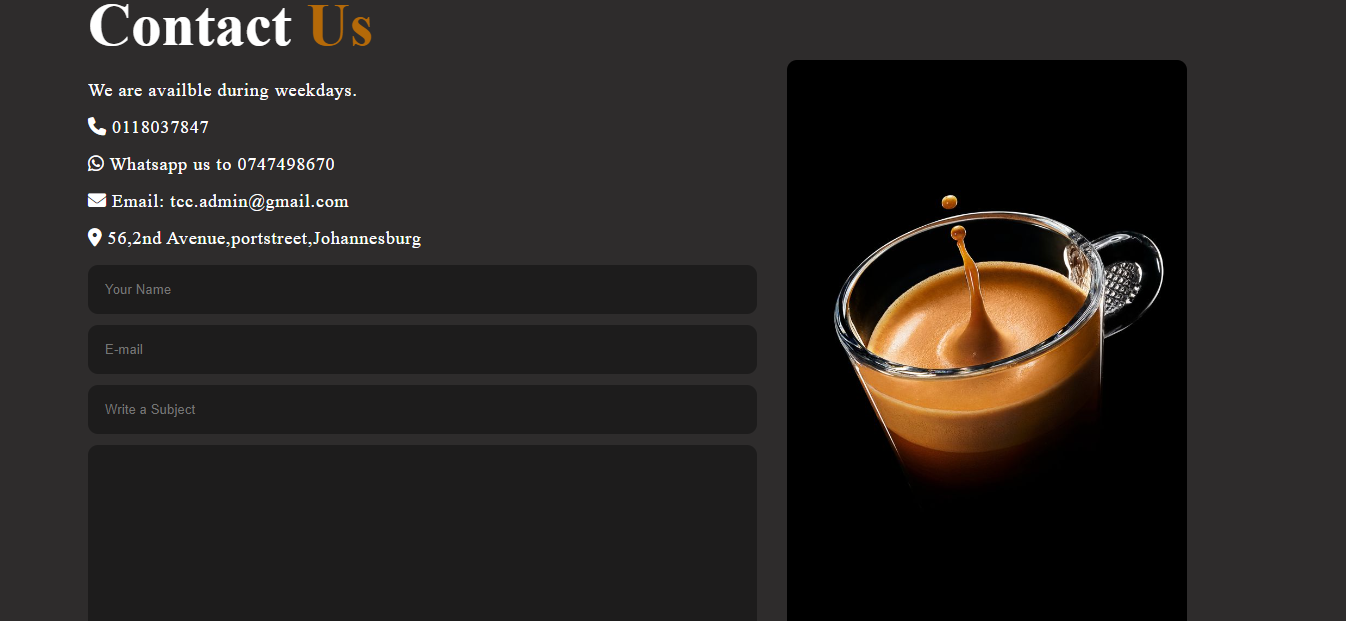 Contact Us
We are availble during weekdays.
0118037847
Whatsapp us to 0747498670
Email: tcc.admin@gmail.com
56,2nd Avenue,portstreet,Johannesburg
Your Name
E-mail
Write a Subject